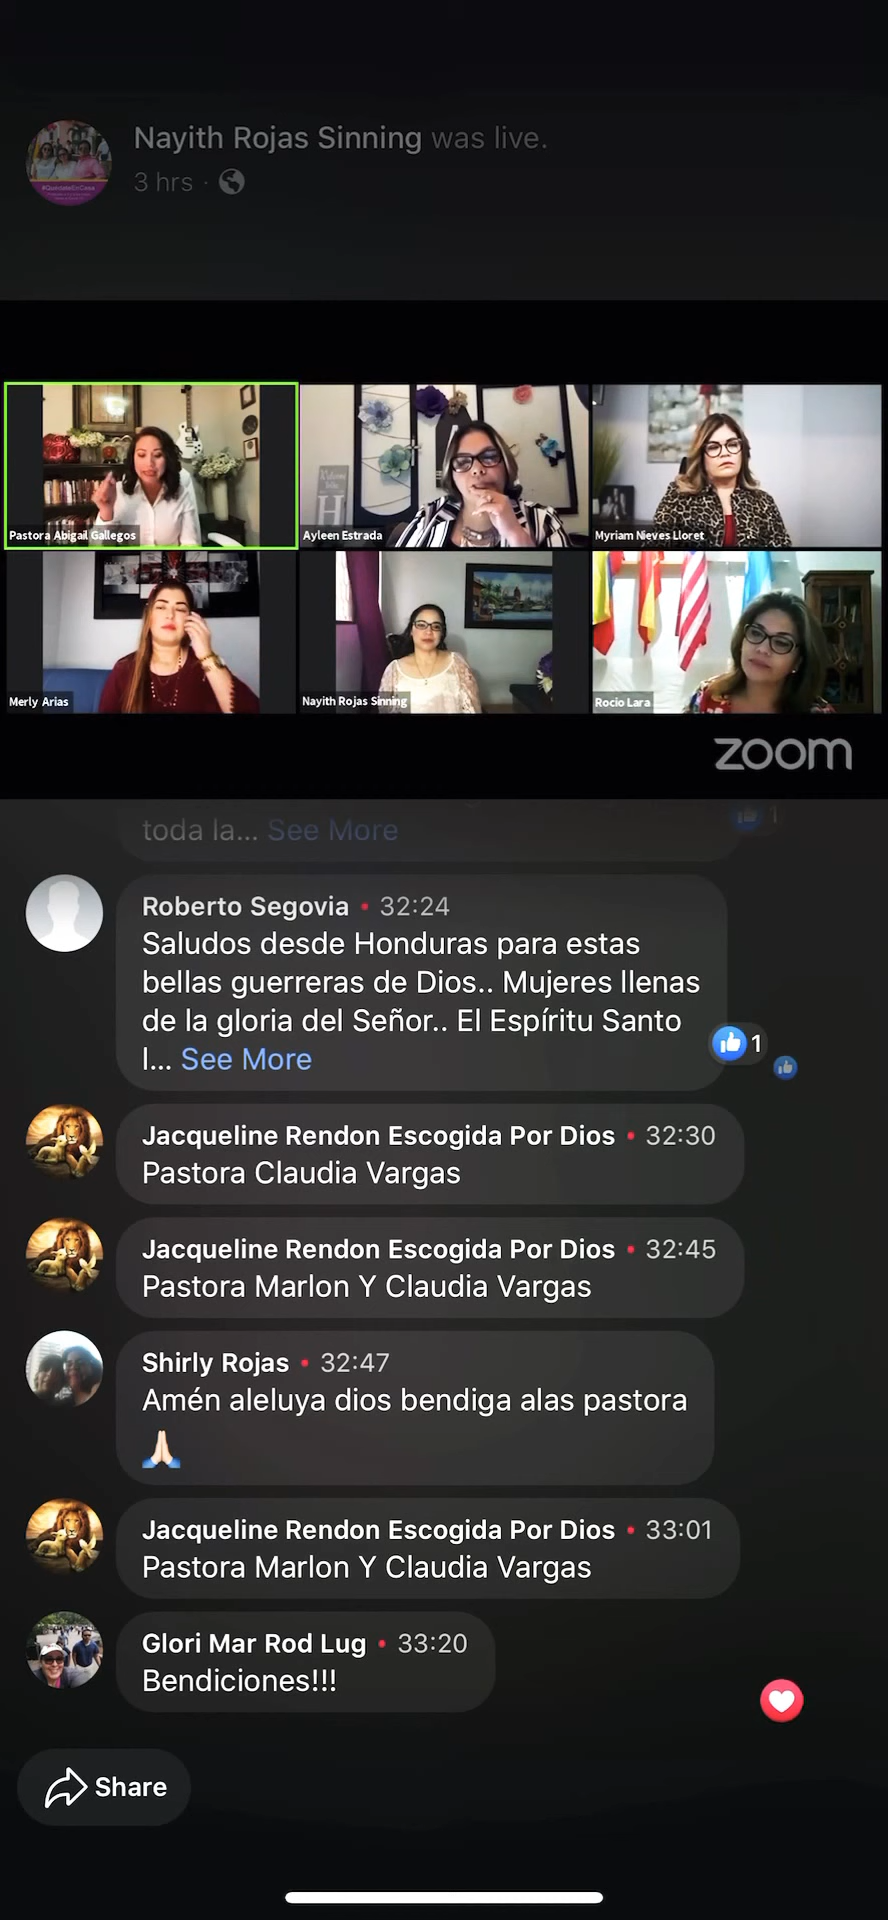 Nayith Rojas Sinning was live.
3 hrs ·
Pastora Abigail Gallegos
Ayleen Estrada
Myriam Nieves Lloret
Merly Arias
Nayith Rojas Sinning
Rocio Lara
zoom
toda la... See More
1
Roberto Segovia • 32:24
Saludos desde Honduras para estas
bellas guerreras de Dios.. Mujeres llenas
de la gloria del Señor.. El Espíritu Santo
l... See More
1
Jacqueline Rendon Escogida Por Dios • 32:30
Pastora Claudia Vargas
Jacqueline Rendon Escogida Por Dios • 32:45
Pastora Marlon Y Claudia Vargas
Shirly Rojas • 32:47
Amén aleluya dios bendiga alas pastora
🙏🏻
Jacqueline Rendon Escogida Por Dios • 33:01
Pastora Marlon Y Claudia Vargas
Glori Mar Rod Lug • 33:20
Bendiciones!!!
Share